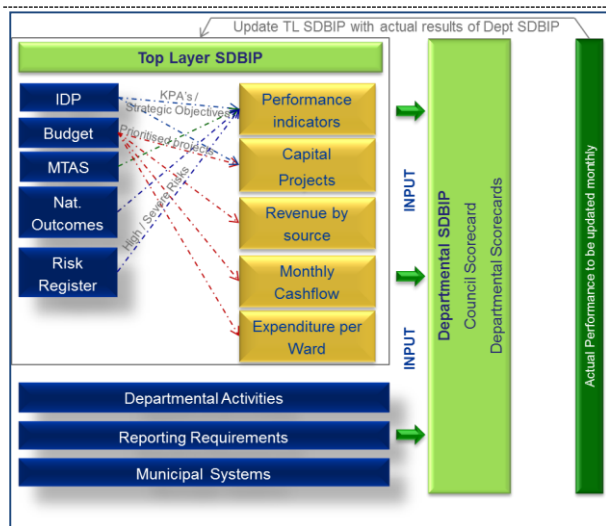 Update TL SDBIP with actual results of Dept SDBIP
Top Layer SDBIP
IDP
Budget
MTAS
Nat.
Outcomes
Risk
Register
KPA's /
Strategic Objectives
Prioritised projects
High / Severe Risks
Performance
indicators
Capital
Projects
Revenue by
source
Monthly
Cashflow
Expenditure per
Ward
INPUT
INPUT
Departmental Activities
Reporting Requirements
Municipal Systems
Departmental SDBIP
Council Scorecard
Departmental Scorecards
Actual Performance to be updated monthly